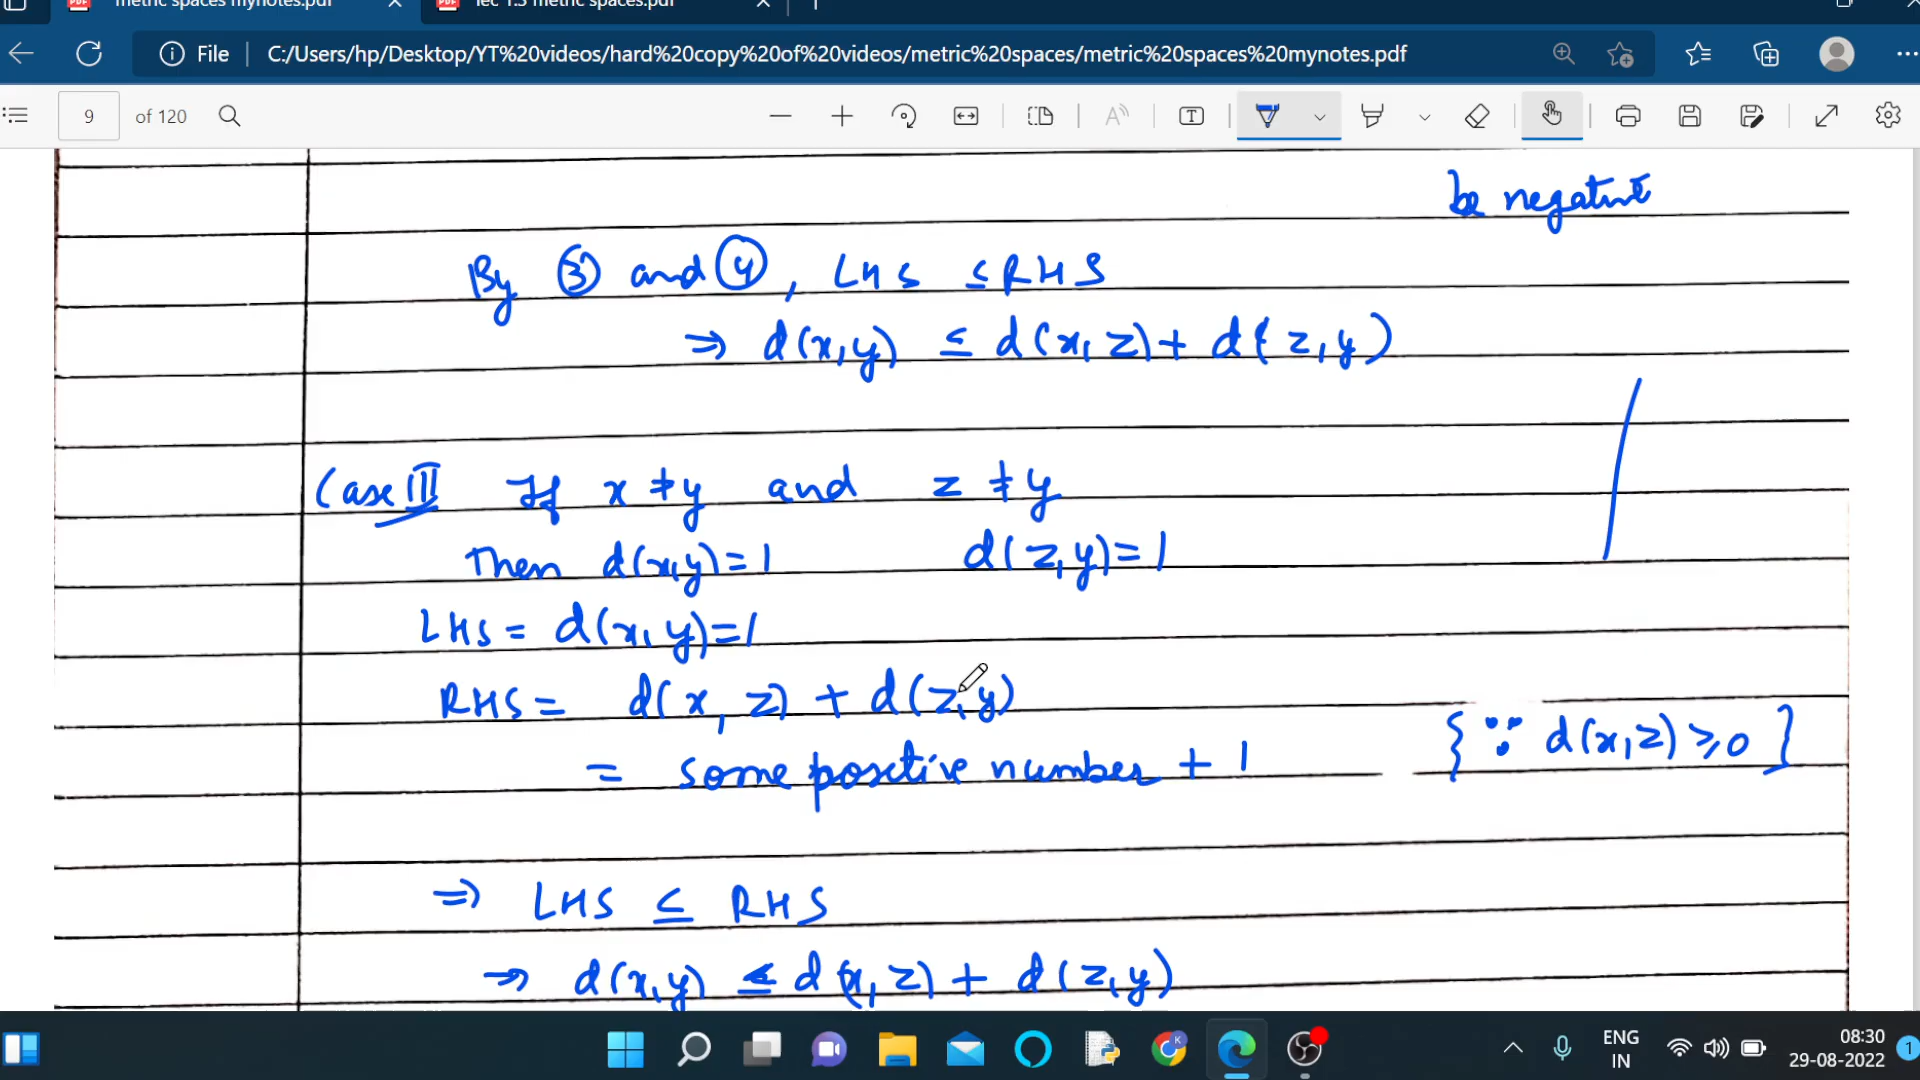 metric spaces mynotes.pdf
lec 1.3 metric spaces.pdf
File
C:/Users/hp/Desktop/YT%20videos/hard%20copy%20of%20videos/metric%20spaces/metric%20spaces%20mynotes.pdf
9 of 120
be negative
By ③ and ④, LHS ≤ RHS
⇒ d(x,y) ≤ d(x,z) + d(z,y)
Case III If x ≠ y and z ≠ y
Then d(x,y)=1 d(z,y)=1
LHS = d(x,y)=1
RHS = d(x,z) + d(z,y)
= some positive number + 1 {∵ d(x,z) ≥ 0}
⇒ LHS ≤ RHS
⇒ d(x,y) ≤ d(x,z) + d(z,y)
ENG
IN
08:30
29-08-2022
1